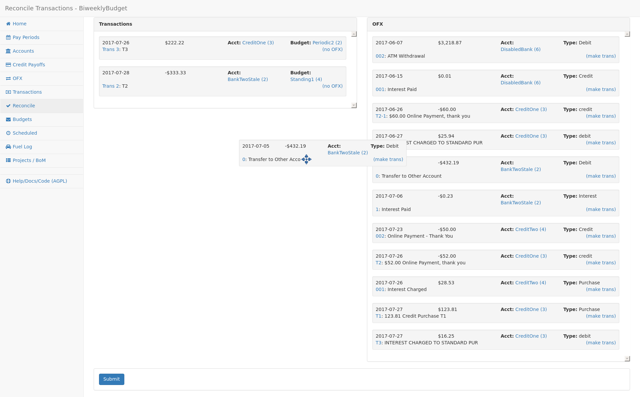 Reconcile Transactions - BiweeklyBudget
Home
Pay Periods
Accounts
Credit Payoffs
OFX
Transactions
Reconcile
Budgets
Scheduled
Fuel Log
Projects / BoM
Help/Docs/Code (AGPL)
Transactions
2017-07-26 $222.22 Acct: CreditOne (3) Budget: Periodic2 (2)
Trans 3: T3 (no OFX)
2017-07-28 -$333.33 Acct: Budget:
BankTwoStale (2) Standing1 (4)
Trans 2: T2 (no OFX)
2017-07-05 -$432.19 Acct: Type: Debit
BankTwoStale (2)
0: Transfer to Other Acco (make trans)
OFX
2017-06-07 $3,218.87 Acct: Type: Debit
DisabledBank (6)
002: ATM Withdrawal (make trans)
2017-06-15 $0.01 Acct: Type: Credit
DisabledBank (6)
001: Interest Paid (make trans)
2017-06-26 -$60.00 Acct: CreditOne (3) Type: credit
T2-1: $60.00 Online Payment, thank you (make trans)
2017-06-27 $25.94 Acct: CreditOne (3) Type: debit
ST CHARGED TO STANDARD PUR (make trans)
-$432.19 Acct: Type: Debit
BankTwoStale (2)
0: Transfer to Other Account (make trans)
2017-07-06 -$0.23 Acct: Type: Interest
BankTwoStale (2)
1: Interest Paid (make trans)
2017-07-23 -$50.00 Acct: CreditTwo (4) Type: Credit
002: Online Payment - Thank You (make trans)
2017-07-26 -$52.00 Acct: CreditOne (3) Type: credit
T2: $52.00 Online Payment, thank you (make trans)
2017-07-26 $28.53 Acct: CreditTwo (4) Type: Purchase
001: Interest Charged (make trans)
2017-07-27 $123.81 Acct: CreditOne (3) Type: Purchase
T1: 123.81 Credit Purchase T1 (make trans)
2017-07-27 $16.25 Acct: CreditOne (3) Type: debit
T3: INTEREST CHARGED TO STANDARD PUR (make trans)
Submit